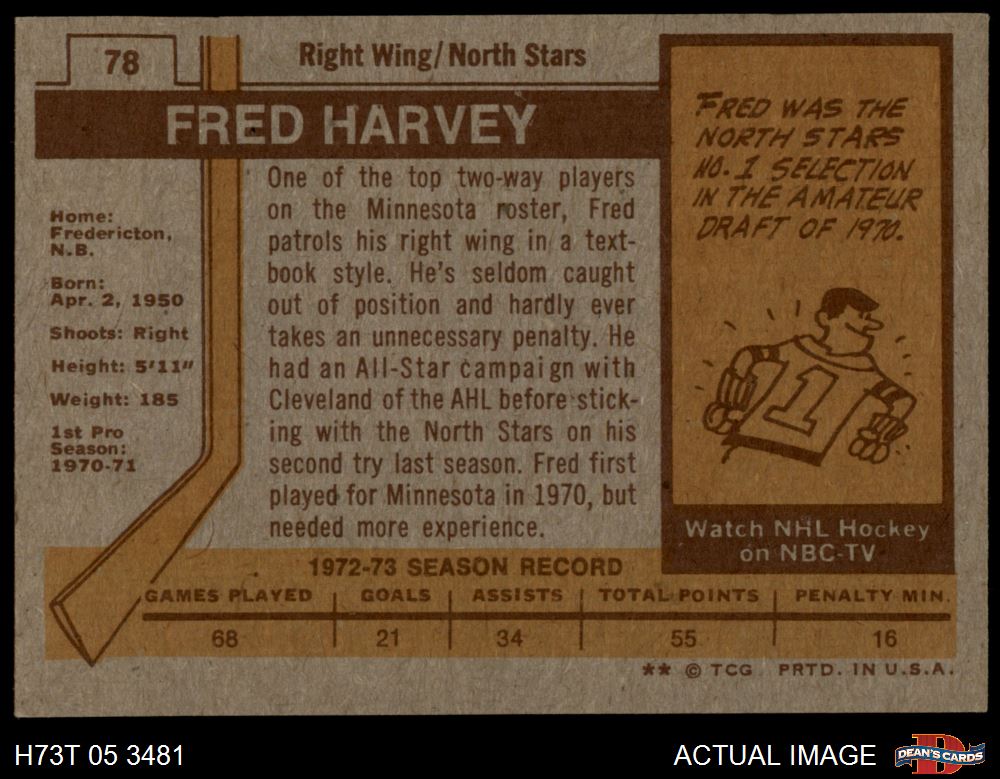 78
Right Wing/North Stars
FRED HARVEY
Home:
Fredericton,
N.B.
Born:
Apr. 2, 1950
Shoots: Right
Height: 5'11"
Weight: 185
1st Pro
Season:
1970-71
One of the top two-way players
on the Minnesota roster, Fred
patrols his right wing in a text-
book style. He's seldom caught
out of position and hardly ever
takes an unnecessary penalty. He
had an All-Star campaign with
Cleveland of the AHL before stick-
ing with the North Stars on his
second try last season. Fred first
played for Minnesota in 1970, but
needed more experience.
FRED WAS THE
NORTH STARS
NO. 1 SELECTION
IN THE AMATEUR
DRAFT OF 1970.
1
Watch NHL Hockey
on NBC-TV
1972-73 SEASON RECORD
GAMES PLAYED GOALS ASSISTS TOTAL POINTS PENALTY MIN.
68 21 34 55 16
** © TCG PRTD. IN U.S.A.
H73T 05 3481
ACTUAL IMAGE
DEAN'S CARDS